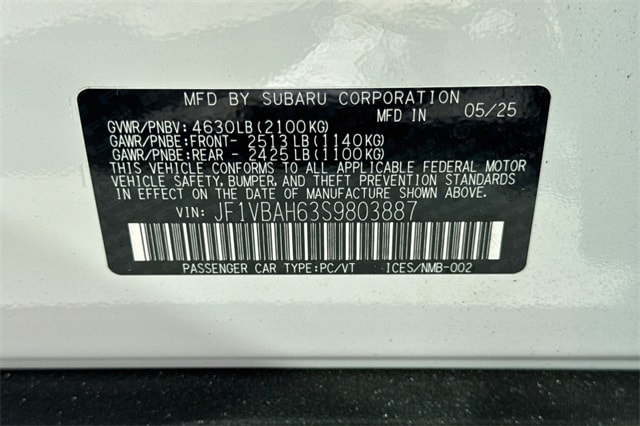 MFD BY SUBARU CORPORATION
MFD IN 05/25
GVWR/PNBV: 4630LB(2100KG)
GAWR/PNBE:FRONT- 2513LB(1140KG)
GAWR/PNBE:REAR - 2425LB(1100KG)
THIS VEHICLE CONFORMS TO ALL APPLICABLE FEDERAL MOTOR
VEHICLE SAFETY, BUMPER, AND THEFT PREVENTION STANDARDS
IN EFFECT ON THE DATE OF MANUFACTURE SHOWN ABOVE.
VIN: JF1VBAH63S9803887
PASSENGER CAR TYPE:PC/VT ICES/NMB-002